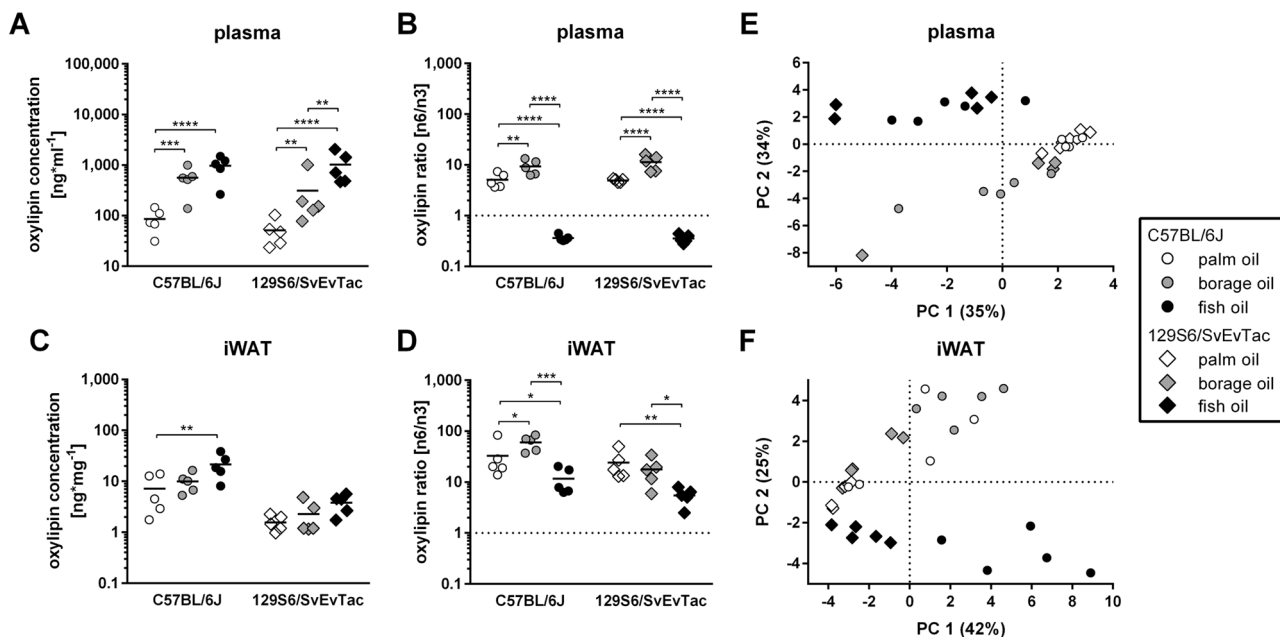 A
plasma
oxylipin concentration
[ng*ml⁻¹]
100,000
10,000
1,000
100
10
****
***
****
**
**
C57BL/6J
129S6/SvEvTac
B
plasma
oxylipin ratio [n6/n3]
1,000
100
10
1
0.1
****
****
**
****
****
****
C57BL/6J
129S6/SvEvTac
E
plasma
PC 2 (34%)
6
4
2
0
-2
-4
-6
-8
-6
-4
-2
0
2
4
PC 1 (35%)
C57BL/6J
palm oil
borage oil
fish oil
129S6/SvEvTac
palm oil
borage oil
fish oil
C
iWAT
oxylipin concentration
[ng*mg⁻¹]
1,000
100
10
1
0.1
**
C57BL/6J
129S6/SvEvTac
D
iWAT
oxylipin ratio [n6/n3]
1,000
100
10
1
0.1
***
*
*
*
**
C57BL/6J
129S6/SvEvTac
F
iWAT
PC 2 (25%)
4
2
0
-2
-4
-4
-2
0
2
4
6
8
10
PC 1 (42%)